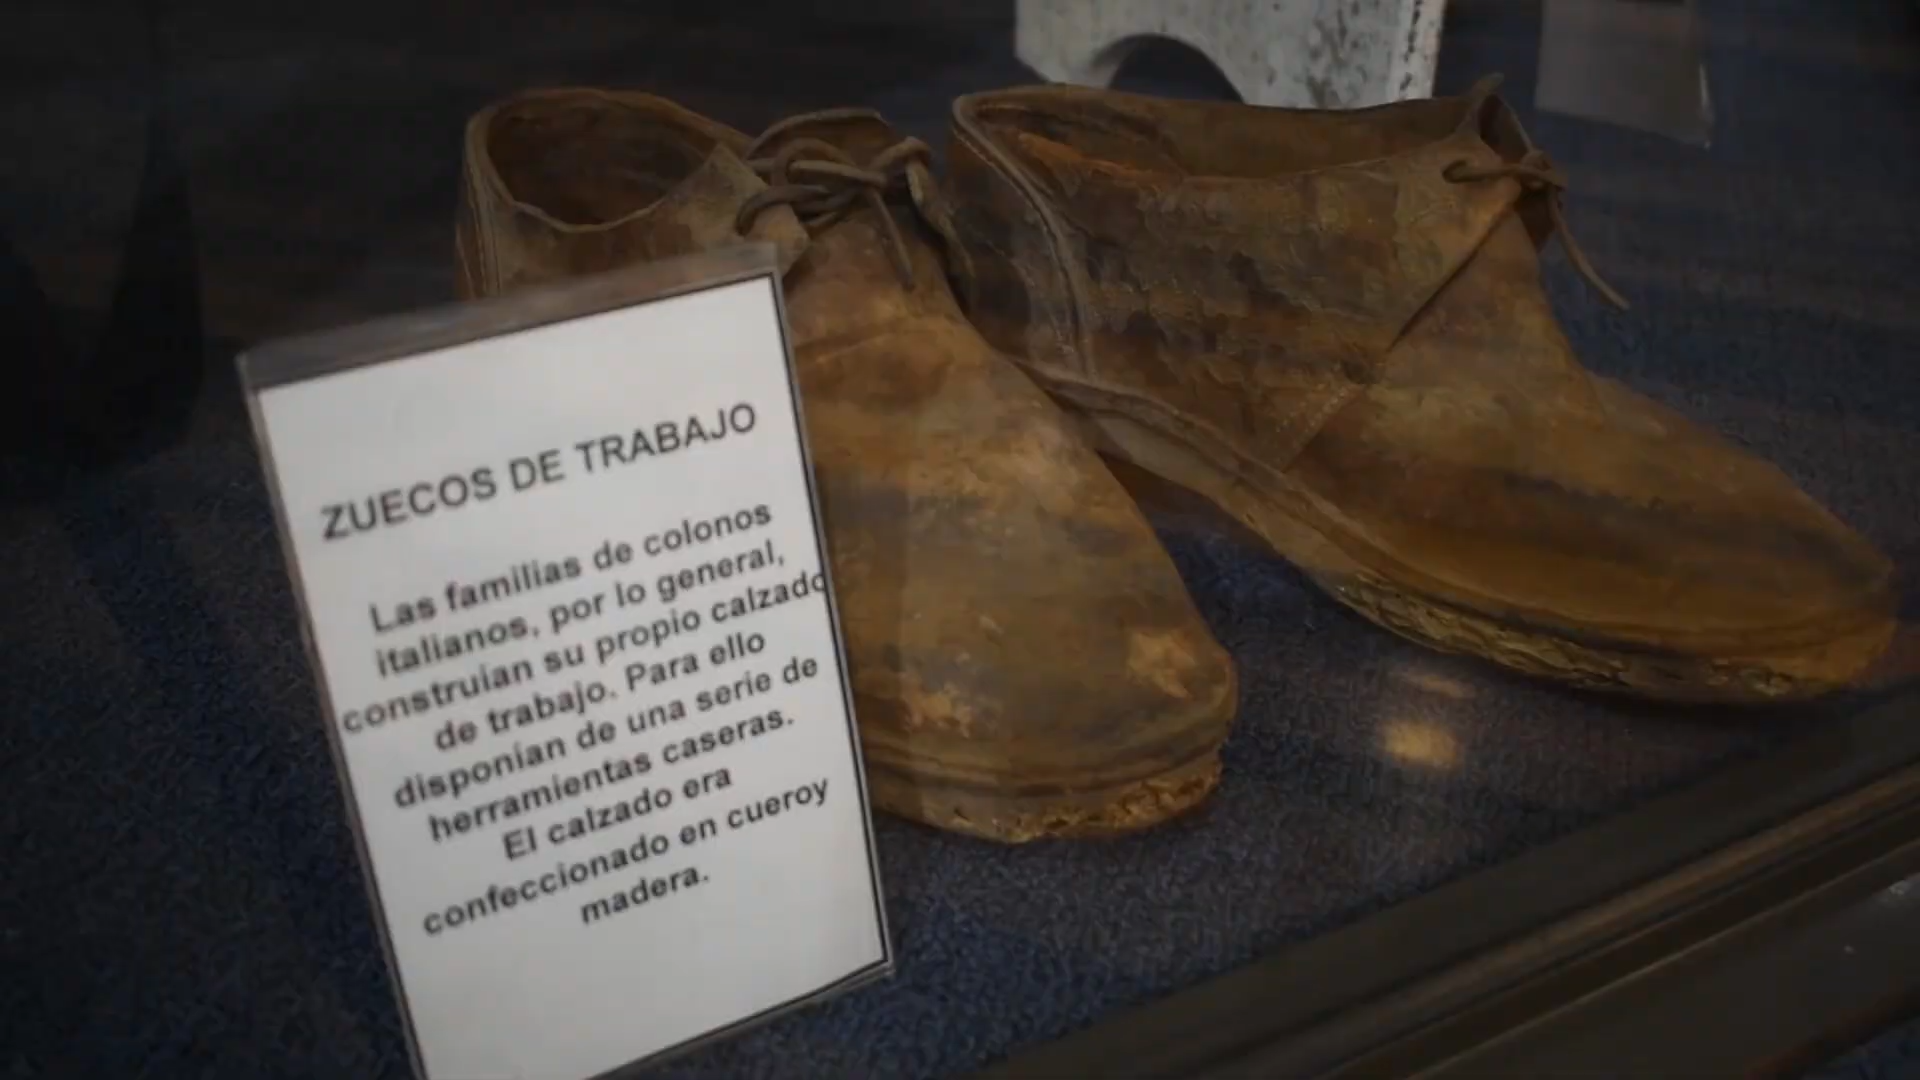 ZUECOS DE TRABAJO
Las familias de colonos
italianos, por lo general,
construian su propio calzado
de trabajo. Para ello
disponían de una serie de
herramientas caseras.
El calzado era
confeccionado en cueroy
madera.